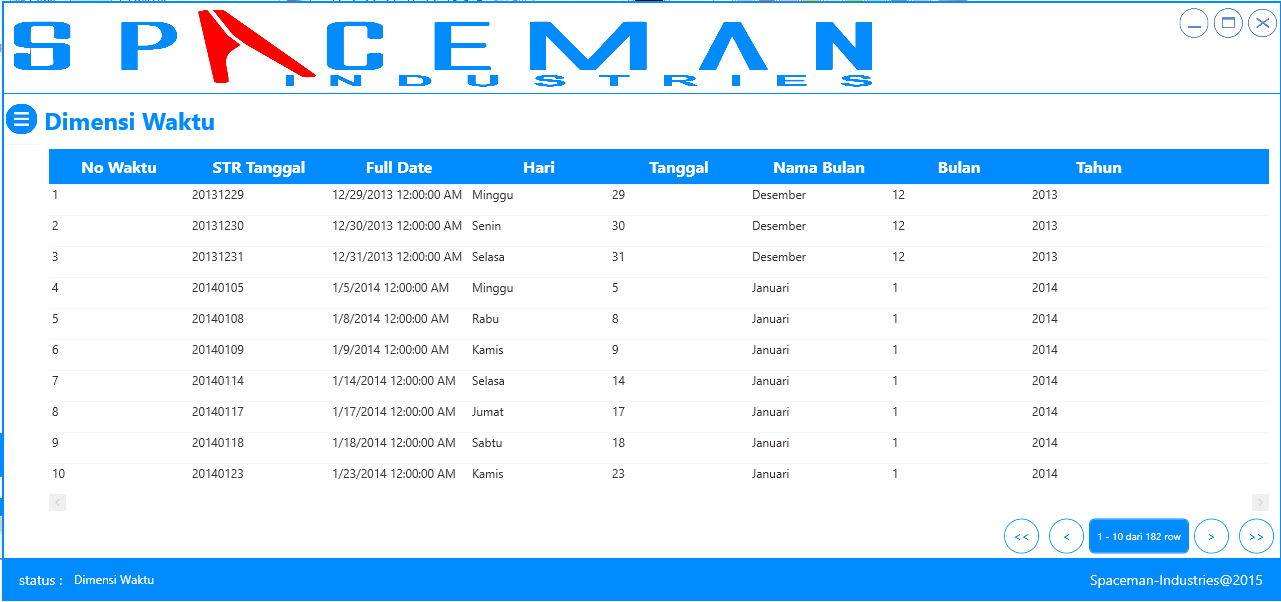 SPACEMAN
INDUSTRIES
Dimensi Waktu
No Waktu STR Tanggal Full Date Hari Tanggal Nama Bulan Bulan Tahun
1 20131229 12/29/2013 12:00:00 AM Minggu 29 Desember 12 2013
2 20131230 12/30/2013 12:00:00 AM Senin 30 Desember 12 2013
3 20131231 12/31/2013 12:00:00 AM Selasa 31 Desember 12 2013
4 20140105 1/5/2014 12:00:00 AM Minggu 5 Januari 1 2014
5 20140108 1/8/2014 12:00:00 AM Rabu 8 Januari 1 2014
6 20140109 1/9/2014 12:00:00 AM Kamis 9 Januari 1 2014
7 20140114 1/14/2014 12:00:00 AM Selasa 14 Januari 1 2014
8 20140117 1/17/2014 12:00:00 AM Jumat 17 Januari 1 2014
9 20140118 1/18/2014 12:00:00 AM Sabtu 18 Januari 1 2014
10 20140123 1/23/2014 12:00:00 AM Kamis 23 Januari 1 2014
<< < 1 - 10 dari 182 row > >>
status : Dimensi Waktu Spaceman-Industries@2015